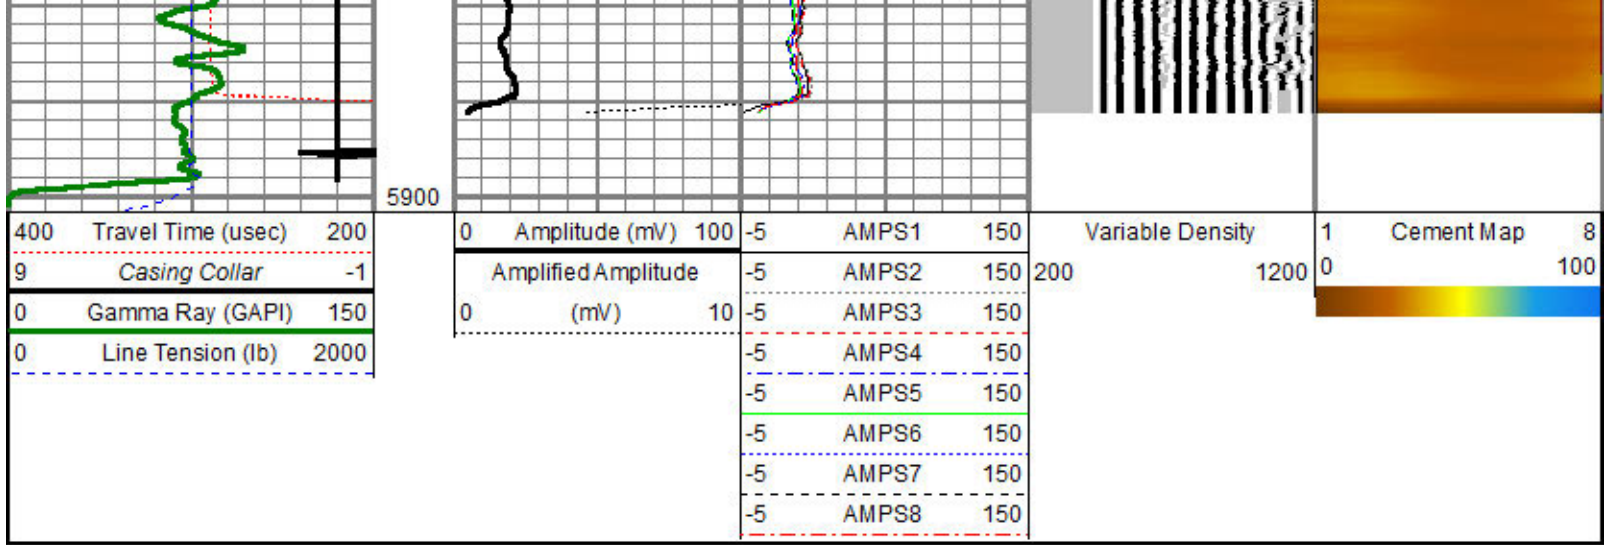 5900
400 Travel Time (usec) 200
9 Casing Collar -1
0 Gamma Ray (GAPI) 150
0 Line Tension (lb) 2000
0 Amplitude (mV) 100
Amplified Amplitude
0 (mV) 10
-5 AMPS1 150
-5 AMPS2 150
-5 AMPS3 150
-5 AMPS4 150
-5 AMPS5 150
-5 AMPS6 150
-5 AMPS7 150
-5 AMPS8 150
Variable Density
200 1200
1 Cement Map 8
0 100